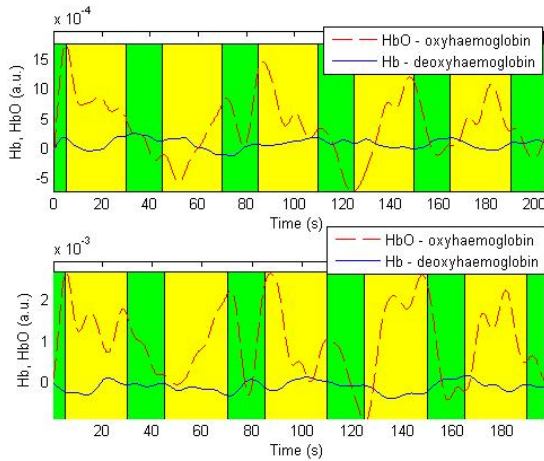 x 10⁻⁴
HbO - oxyhaemoglobin
Hb - deoxyhaemoglobin
Hb, HbO (a.u.)
15
10
5
0
-5
20 40 60 80 100 120 140 160 180 200
Time (s)
x 10⁻³
HbO - oxyhaemoglobin
Hb - deoxyhaemoglobin
Hb, HbO (a.u.)
2
1
0
20 40 60 80 100 120 140 160 180
Time (s)